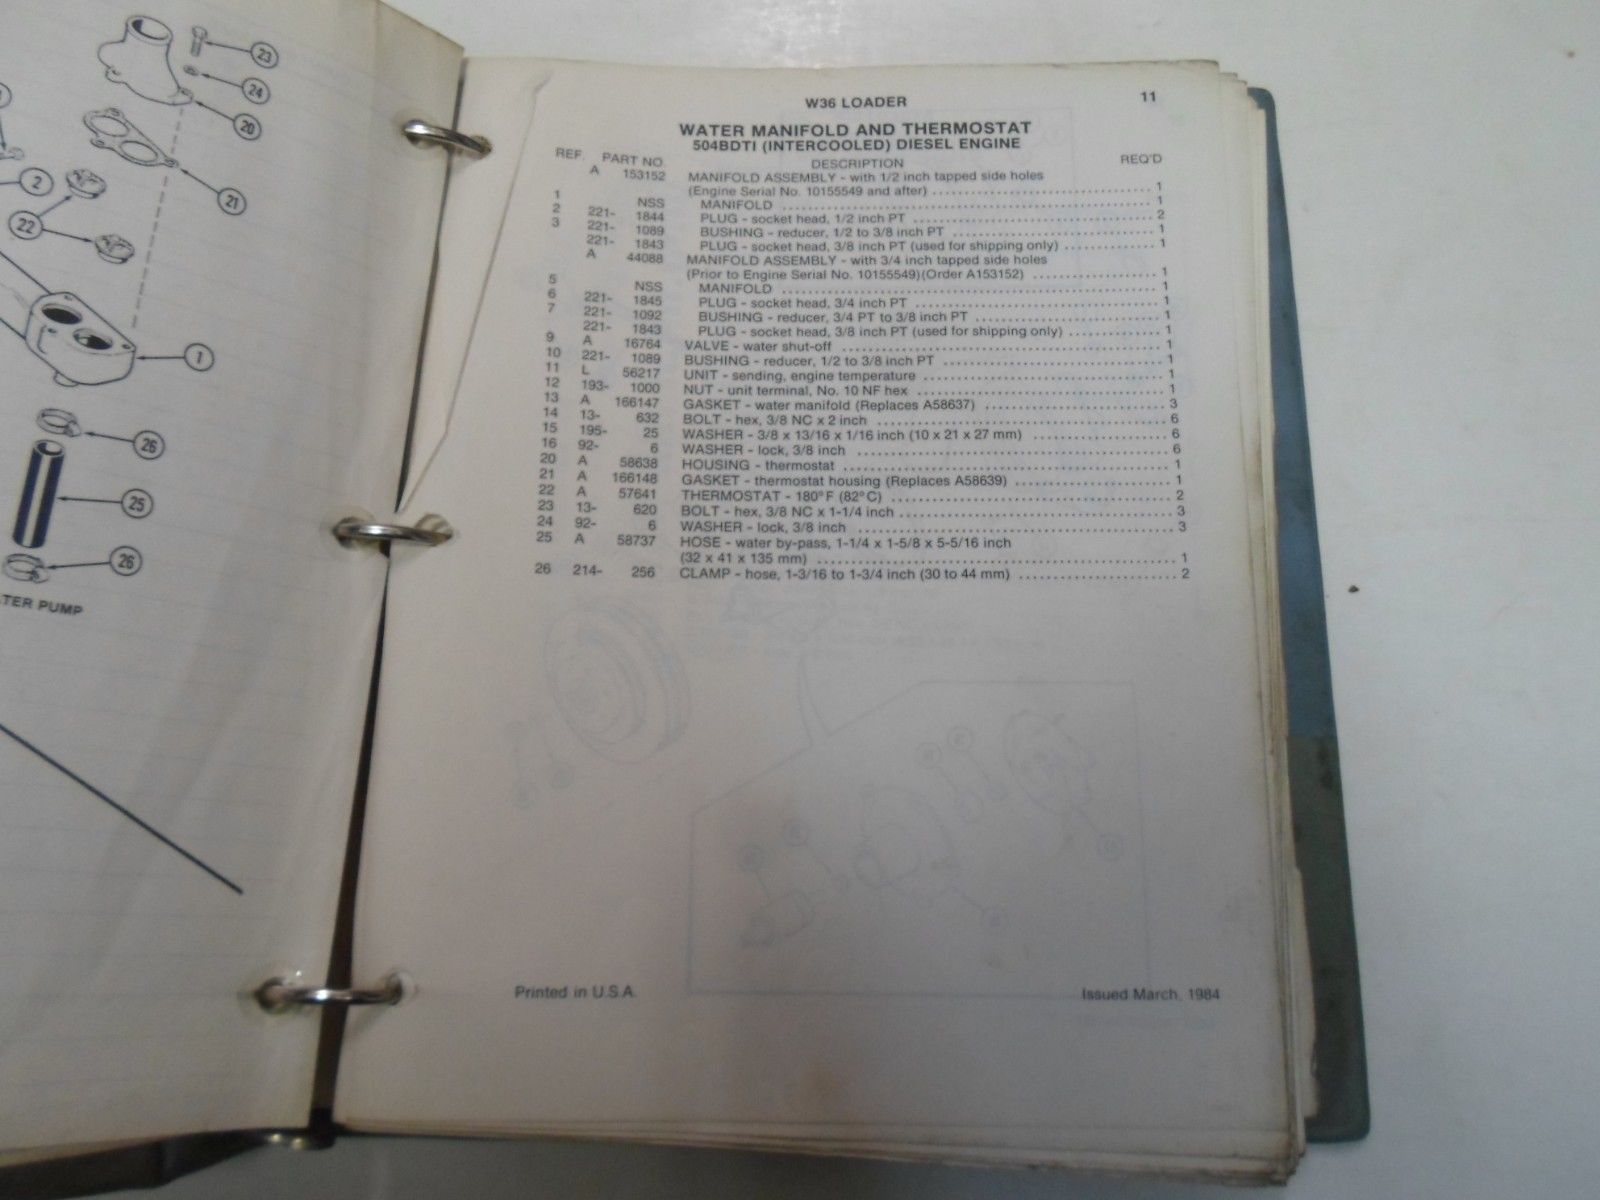 23
24
20
21
2
22
1
26
25
26
TER PUMP
W36 LOADER 11
WATER MANIFOLD AND THERMOSTAT
504BDTI (INTERCOOLED) DIESEL ENGINE
REF. PART NO. DESCRIPTION REQ'D
A 153152 MANIFOLD ASSEMBLY - with 1/2 inch tapped side holes
(Engine Serial No. 10155549 and after) 1
1 NSS MANIFOLD 1
2 221- 1844 PLUG - socket head, 1/2 inch PT 2
3 221- 1089 BUSHING - reducer, 1/2 to 3/8 inch PT 1
221- 1843 PLUG - socket head, 3/8 inch PT (used for shipping only) 1
A 44088 MANIFOLD ASSEMBLY - with 3/4 inch tapped side holes
(Prior to Engine Serial No. 10155549)(Order A153152) 1
5 NSS MANIFOLD 1
6 221- 1845 PLUG - socket head, 3/4 inch PT 1
7 221- 1092 BUSHING - reducer, 3/4 PT to 3/8 inch PT 1
221- 1843 PLUG - socket head, 3/8 inch PT (used for shipping only) 1
9 A 16764 VALVE - water shut-off 1
10 221- 1089 BUSHING - reducer, 1/2 to 3/8 inch PT 1
11 L 56217 UNIT - sending, engine temperature 1
12 193- 1000 NUT - unit terminal, No. 10 NF hex 1
13 A 166147 GASKET - water manifold (Replaces A58637) 3
14 13- 632 BOLT - hex, 3/8 NC x 2 inch 6
15 195- 25 WASHER - 3/8 x 13/16 x 1/16 inch (10 x 21 x 27 mm) 6
16 92- 6 WASHER - lock, 3/8 inch 6
20 A 58638 HOUSING - thermostat 1
21 A 166148 GASKET - thermostat housing (Replaces A58639) 1
22 A 57641 THERMOSTAT - 180°F (82°C) 2
23 13- 620 BOLT - hex, 3/8 NC x 1-1/4 inch 3
24 92- 6 WASHER - lock, 3/8 inch 3
25 A 58737 HOSE - water by-pass, 1-1/4 x 1-5/8 x 5-5/16 inch
(32 x 41 x 135 mm) 1
26 214- 256 CLAMP - hose, 1-3/16 to 1-3/4 inch (30 to 44 mm) 2
Printed in U.S.A. Issued March, 1984